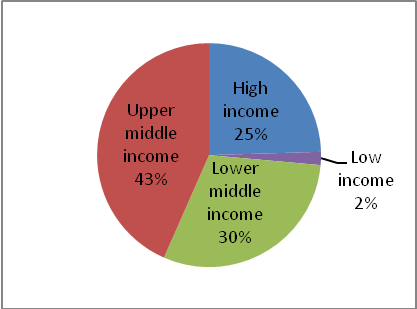 High
income
25%
Low
income
2%
Lower
middle
income
30%
Upper
middle
income
43%